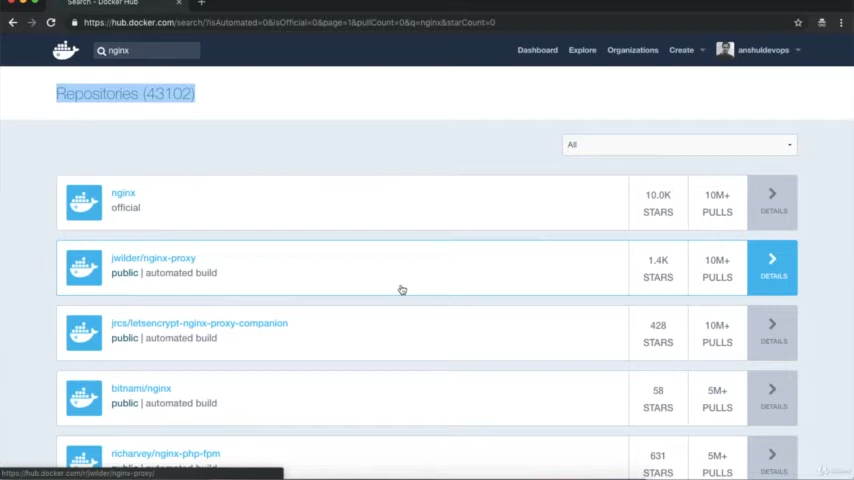 Search - Docker Hub
https://hub.docker.com/search/?isAutomated=0&isOfficial=0&page=1&pullCount=0&q=nginx&starCount=0
nginx
Dashboard
Explore
Organizations
Create
anshuldevops
Repositories (43102)
All
nginx
official
10.0K
STARS
10M+
PULLS
DETAILS
jwilder/nginx-proxy
public | automated build
1.4K
STARS
10M+
PULLS
DETAILS
jrcs/letsencrypt-nginx-proxy-companion
public | automated build
428
STARS
10M+
PULLS
DETAILS
bitnami/nginx
public | automated build
58
STARS
5M+
PULLS
DETAILS
richarvey/nginx-php-fpm
public | automated build
631
STARS
5M+
PULLS
DETAILS
https://hub.docker.com/r/jwilder/nginx-proxy/